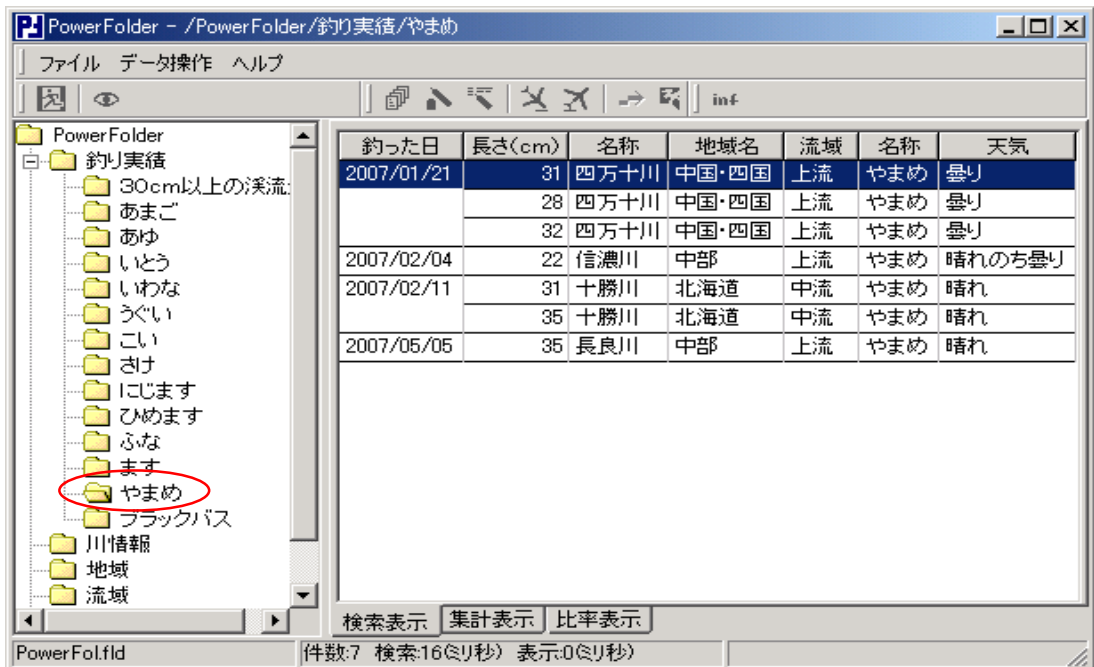 PowerFolder - /PowerFolder/釣り実績/やまめ
ファイル データ操作 ヘルプ
inf
PowerFolder
釣り実績
30cm以上の渓流
あまご
あゆ
いとう
いわな
うぐい
こい
さけ
にじます
ひめます
ふな
ます
やまめ
ブラックバス
川情報
地域
流域
釣った日 長さ(cm) 名称 地域名 流域 名称 天気
2007/01/21 31 四万十川 中国・四国 上流 やまめ 曇り
28 四万十川 中国・四国 上流 やまめ 曇り
32 四万十川 中国・四国 上流 やまめ 曇り
2007/02/04 22 信濃川 中部 上流 やまめ 晴れのち曇り
2007/02/11 31 十勝川 北海道 中流 やまめ 晴れ
35 十勝川 北海道 中流 やまめ 晴れ
2007/05/05 35 長良川 中部 上流 やまめ 晴れ
検索表示 集計表示 比率表示
PowerFol.fld 件数:7 検索:16(ミリ秒) 表示:0(ミリ秒)